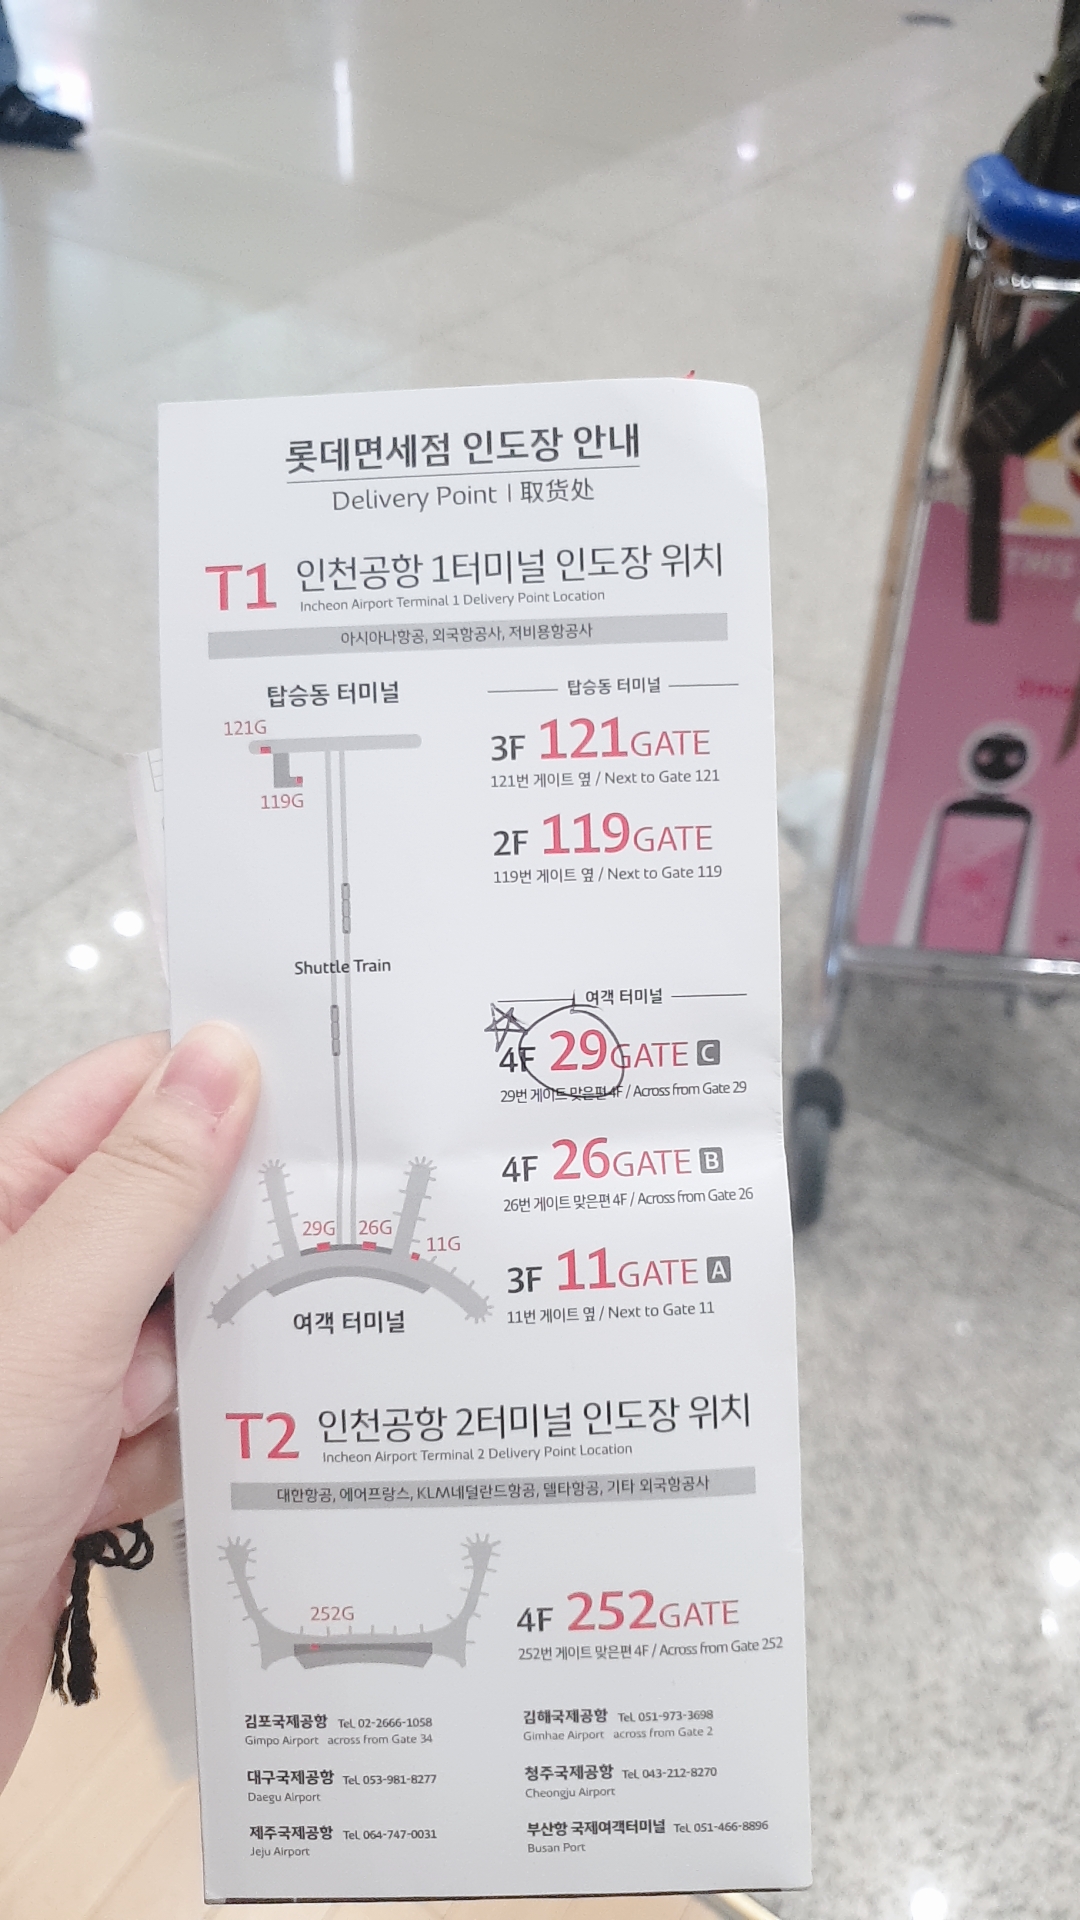 롯데면세점 인도장 안내
Delivery Point | 取货处
T1 인천공항 1터미널 인도장 위치
Incheon Airport Terminal 1 Delivery Point Location
아시아나항공, 외국항공사, 저비용항공사
탑승동 터미널
121G
119G
Shuttle Train
29G 26G 11G
여객 터미널
탑승동 터미널
3F 121GATE
121번 게이트 옆 / Next to Gate 121
2F 119GATE
119번 게이트 옆 / Next to Gate 119
여객 터미널
4F 29GATE C
29번 게이트 맞은편 4F / Across from Gate 29
4F 26GATE B
26번 게이트 맞은편 4F / Across from Gate 26
3F 11GATE A
11번 게이트 옆 / Next to Gate 11
T2 인천공항 2터미널 인도장 위치
Incheon Airport Terminal 2 Delivery Point Location
대한항공, 에어프랑스, KLM네덜란드항공, 델타항공, 기타 외국항공사
252G
4F 252GATE
252번 게이트 맞은편 4F / Across from Gate 252
김포국제공항 Tel. 02-2666-1058
Gimpo Airport across from Gate 34
김해국제공항 Tel. 051-973-3698
Gimhae Airport across from Gate 2
대구국제공항 Tel. 053-981-8277
Daegu Airport
청주국제공항 Tel. 043-212-8270
Cheongju Airport
제주국제공항 Tel. 064-747-0031
Jeju Airport
부산항 국제여객터미널 Tel. 051-466-8896
Busan Port